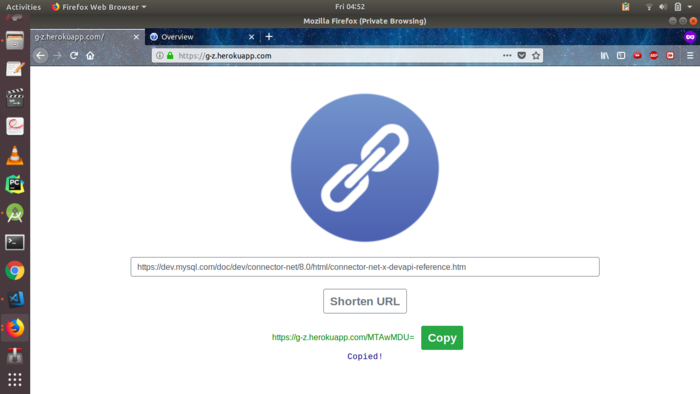 Activities Firefox Web Browser Fri 04:52
Mozilla Firefox (Private Browsing)
g-z.herokuapp.com/ Overview
https://g-z.herokuapp.com
https://dev.mysql.com/doc/dev/connector-net/8.0/html/connector-net-x-devapi-reference.htm
Shorten URL
https://g-z.herokuapp.com/MTAwMDU= Copy
Copied!